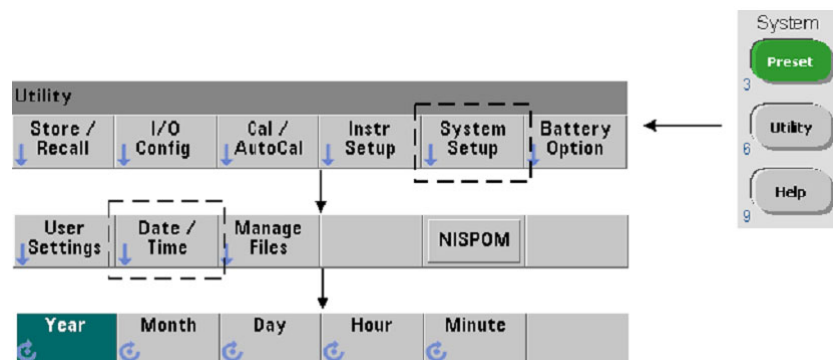 System
Preset
3
Utility
6
Help
9
Utility
Store /
Recall
I/O
Config
Cal /
AutoCal
Instr
Setup
System
Setup
Battery
Option
User
Settings
Date /
Time
Manage
Files
NISPOM
Year
Month
Day
Hour
Minute